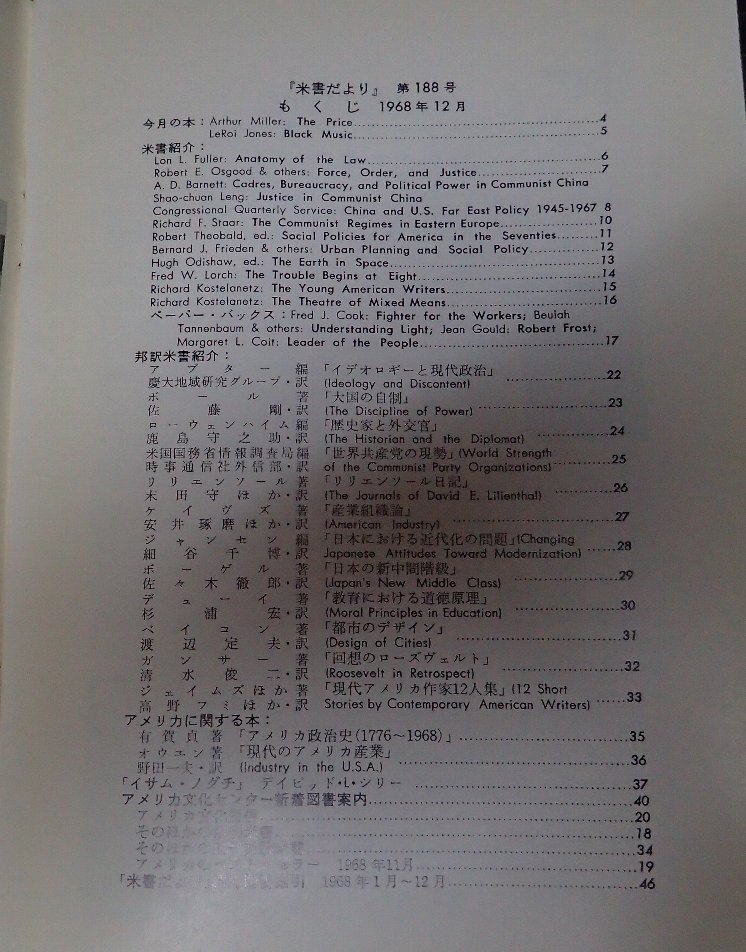 『米書だより』 第188号
もくじ 1968年12月
今月の本：Arthur Miller: The Price 4
LeRoi Jones: Black Music 5
米書紹介：
Lon L. Fuller: Anatomy of the Law 6
Robert E. Osgood & others: Force, Order, and Justice 7
A. D. Barnett: Cadres, Bureaucracy, and Political Power in Communist China
Shao-chuan Leng: Justice in Communist China
Congressional Quarterly Service: China and U.S. Far East Policy 1945-1967 8
Richard F. Staar: The Communist Regimes in Eastern Europe 10
Robert Theobald, ed.: Social Policies for America in the Seventies 11
Bernard J. Frieden & others: Urban Planning and Social Policy 12
Hugh Odishaw, ed.: The Earth in Space 13
Fred W. Lorch: The Trouble Begins at Eight 14
Richard Kostelanetz: The Young American Writers 15
Richard Kostelanetz: The Theatre of Mixed Means 16
ペーパー・バックス：Fred J. Cook: Fighter for the Workers; Beulah
Tannenbaum & others: Understanding Light; Jean Gould: Robert Frost;
Margaret L. Coit: Leader of the People 17
邦訳米書紹介：
アプター編 「イデオロギーと現代政治」
慶大地域研究グループ・訳 (Ideology and Discontent) 22
ボール著 「大国の自制」
佐藤剛・訳 (The Discipline of Power) 23
ローウェンハイム編 「歴史家と外交官」
鹿島守之助・訳 (The Historian and the Diplomat) 24
米国国務省情報調査局編 「世界共産党の現勢」(World Strength
時事通信社外信部・訳 of the Communist Party Organizations) 25
リリエンソール著 「リリエンソール日記」
末田守ほか・訳 (The Journals of David E. Lilienthal) 26
ケイヴズ著 「産業組織論」
安井琢磨ほか・訳 (American Industry) 27
ジャンセン編 「日本における近代化の問題」(Changing
細谷千博・訳 Japanese Attitudes Toward Modernization) 28
ボーゲル著 「日本の新中間階級」
佐々木徹郎・訳 (Japan's New Middle Class) 29
デューイ著 「教育における道徳原理」
杉浦宏・訳 (Moral Principles in Education) 30
ベイコン著 「都市のデザイン」
渡辺定夫・訳 (Design of Cities) 31
ガンサー著 「回想のローズヴェルト」
清水俊二・訳 (Roosevelt in Retrospect) 32
ジェイムズほか著 「現代アメリカ作家12人集」(12 Short
高野フミほか・訳 Stories by Contemporary American Writers) 33
アメリカに関する本：
有賀貞著 「アメリカ政治史(1776～1968)」 35
オウエン著 「現代のアメリカ産業」
野田一夫・訳 (Industry in the U.S.A.) 36
「イサム・ノグチ」 デイビッド・L・シリー 37
アメリカ文化センター新着図書案内 40
アメリカ 20
そのほか 18
そのほか 34
アメリカ 1968年11月 19
「米書だより 1968年1月～12月 46